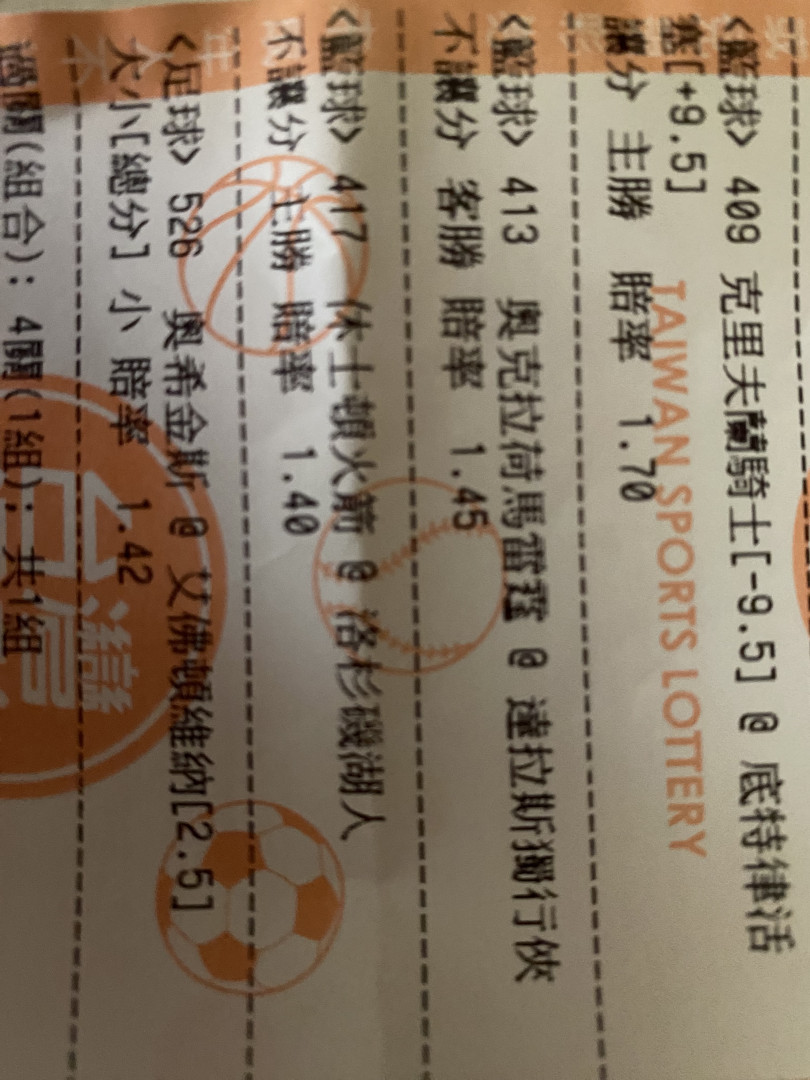 <籃球> 409 克里夫蘭騎士[-9.5] @ 底特律活
塞[+9.5]
讓分 主勝 賠率 1.70
TAIWAN SPORTS LOTTERY
<籃球> 413 奧克拉荷馬雷霆 @ 達拉斯獨行俠
不讓分 客勝 賠率 1.45
<籃球> 417 休士頓火箭 @ 洛杉磯湖人
不讓分 主勝 賠率 1.40
<足球> 526 奧希金斯 @ 艾佛頓維納[2.5]
大小[總分] 小 賠率 1.42
過關(組合): 4關(1組): 共1組
台灣